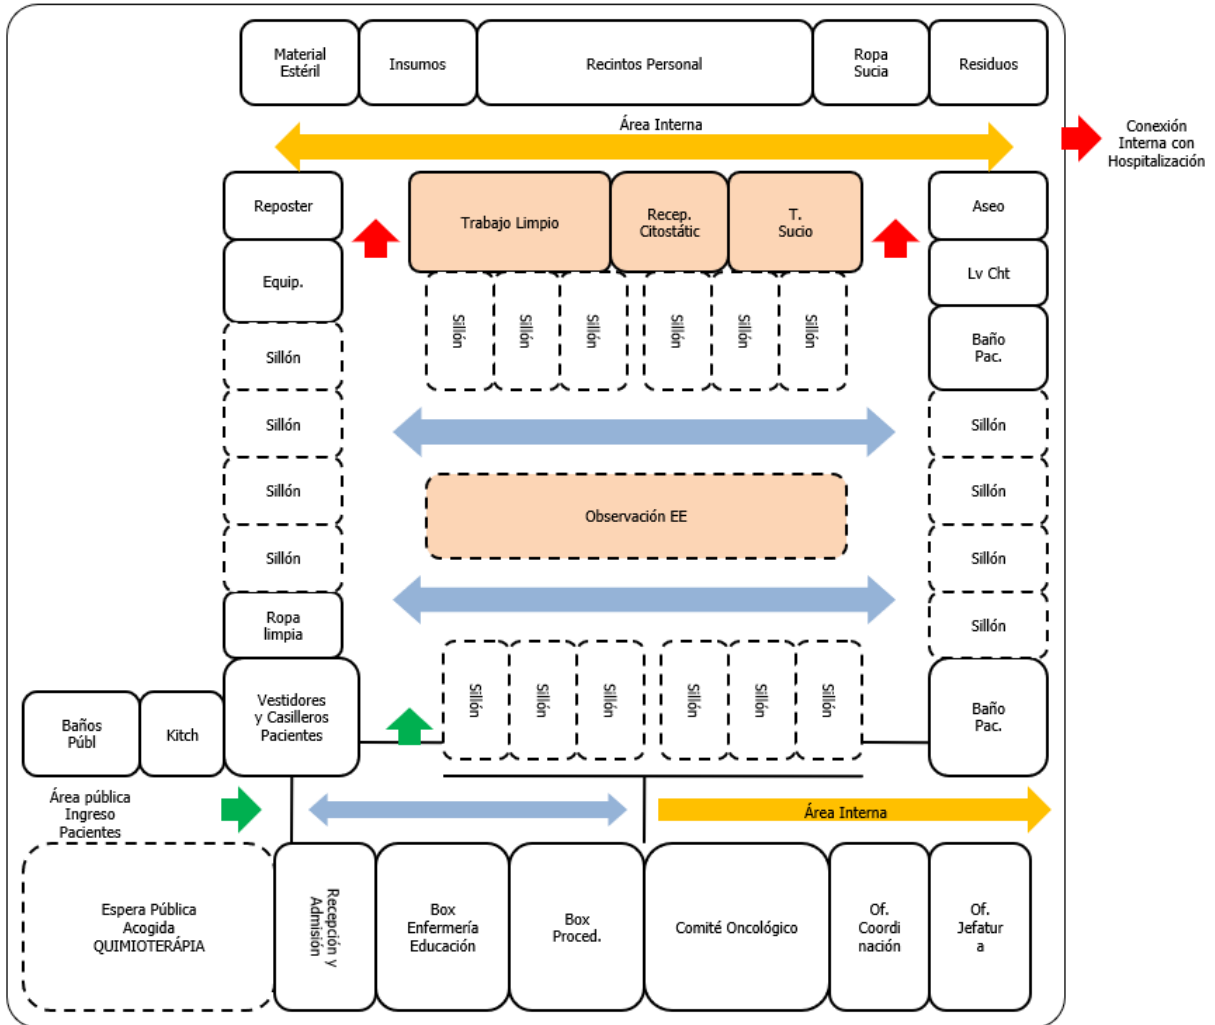 Material
Estéril
Insumos
Recintos Personal
Ropa
Sucia
Residuos
Área Interna
Conexión
Interna con
Hospitalización
Reposter
Trabajo Limpio
Recep.
Citostátic
T.
Sucio
Aseo
Equip.
Lv Cht
Sillón
Sillón
Sillón
Sillón
Sillón
Sillón
Baño
Pac.
Sillón
Sillón
Sillón
Sillón
Sillón
Observación EE
Sillón
Sillón
Sillón
Ropa
limpia
Sillón
Vestidores
y Casilleros
Pacientes
Sillón
Sillón
Sillón
Sillón
Sillón
Sillón
Baño
Pac.
Baños
Públ
Kitch
Área pública
Ingreso
Pacientes
Área Interna
Espera Pública
Acogida
QUIMIOTERÁPIA
Recepción y
Admisión
Box
Enfermería
Educación
Box
Proced.
Comité Oncológico
Of.
Coordi
nación
Of.
Jefatur
a